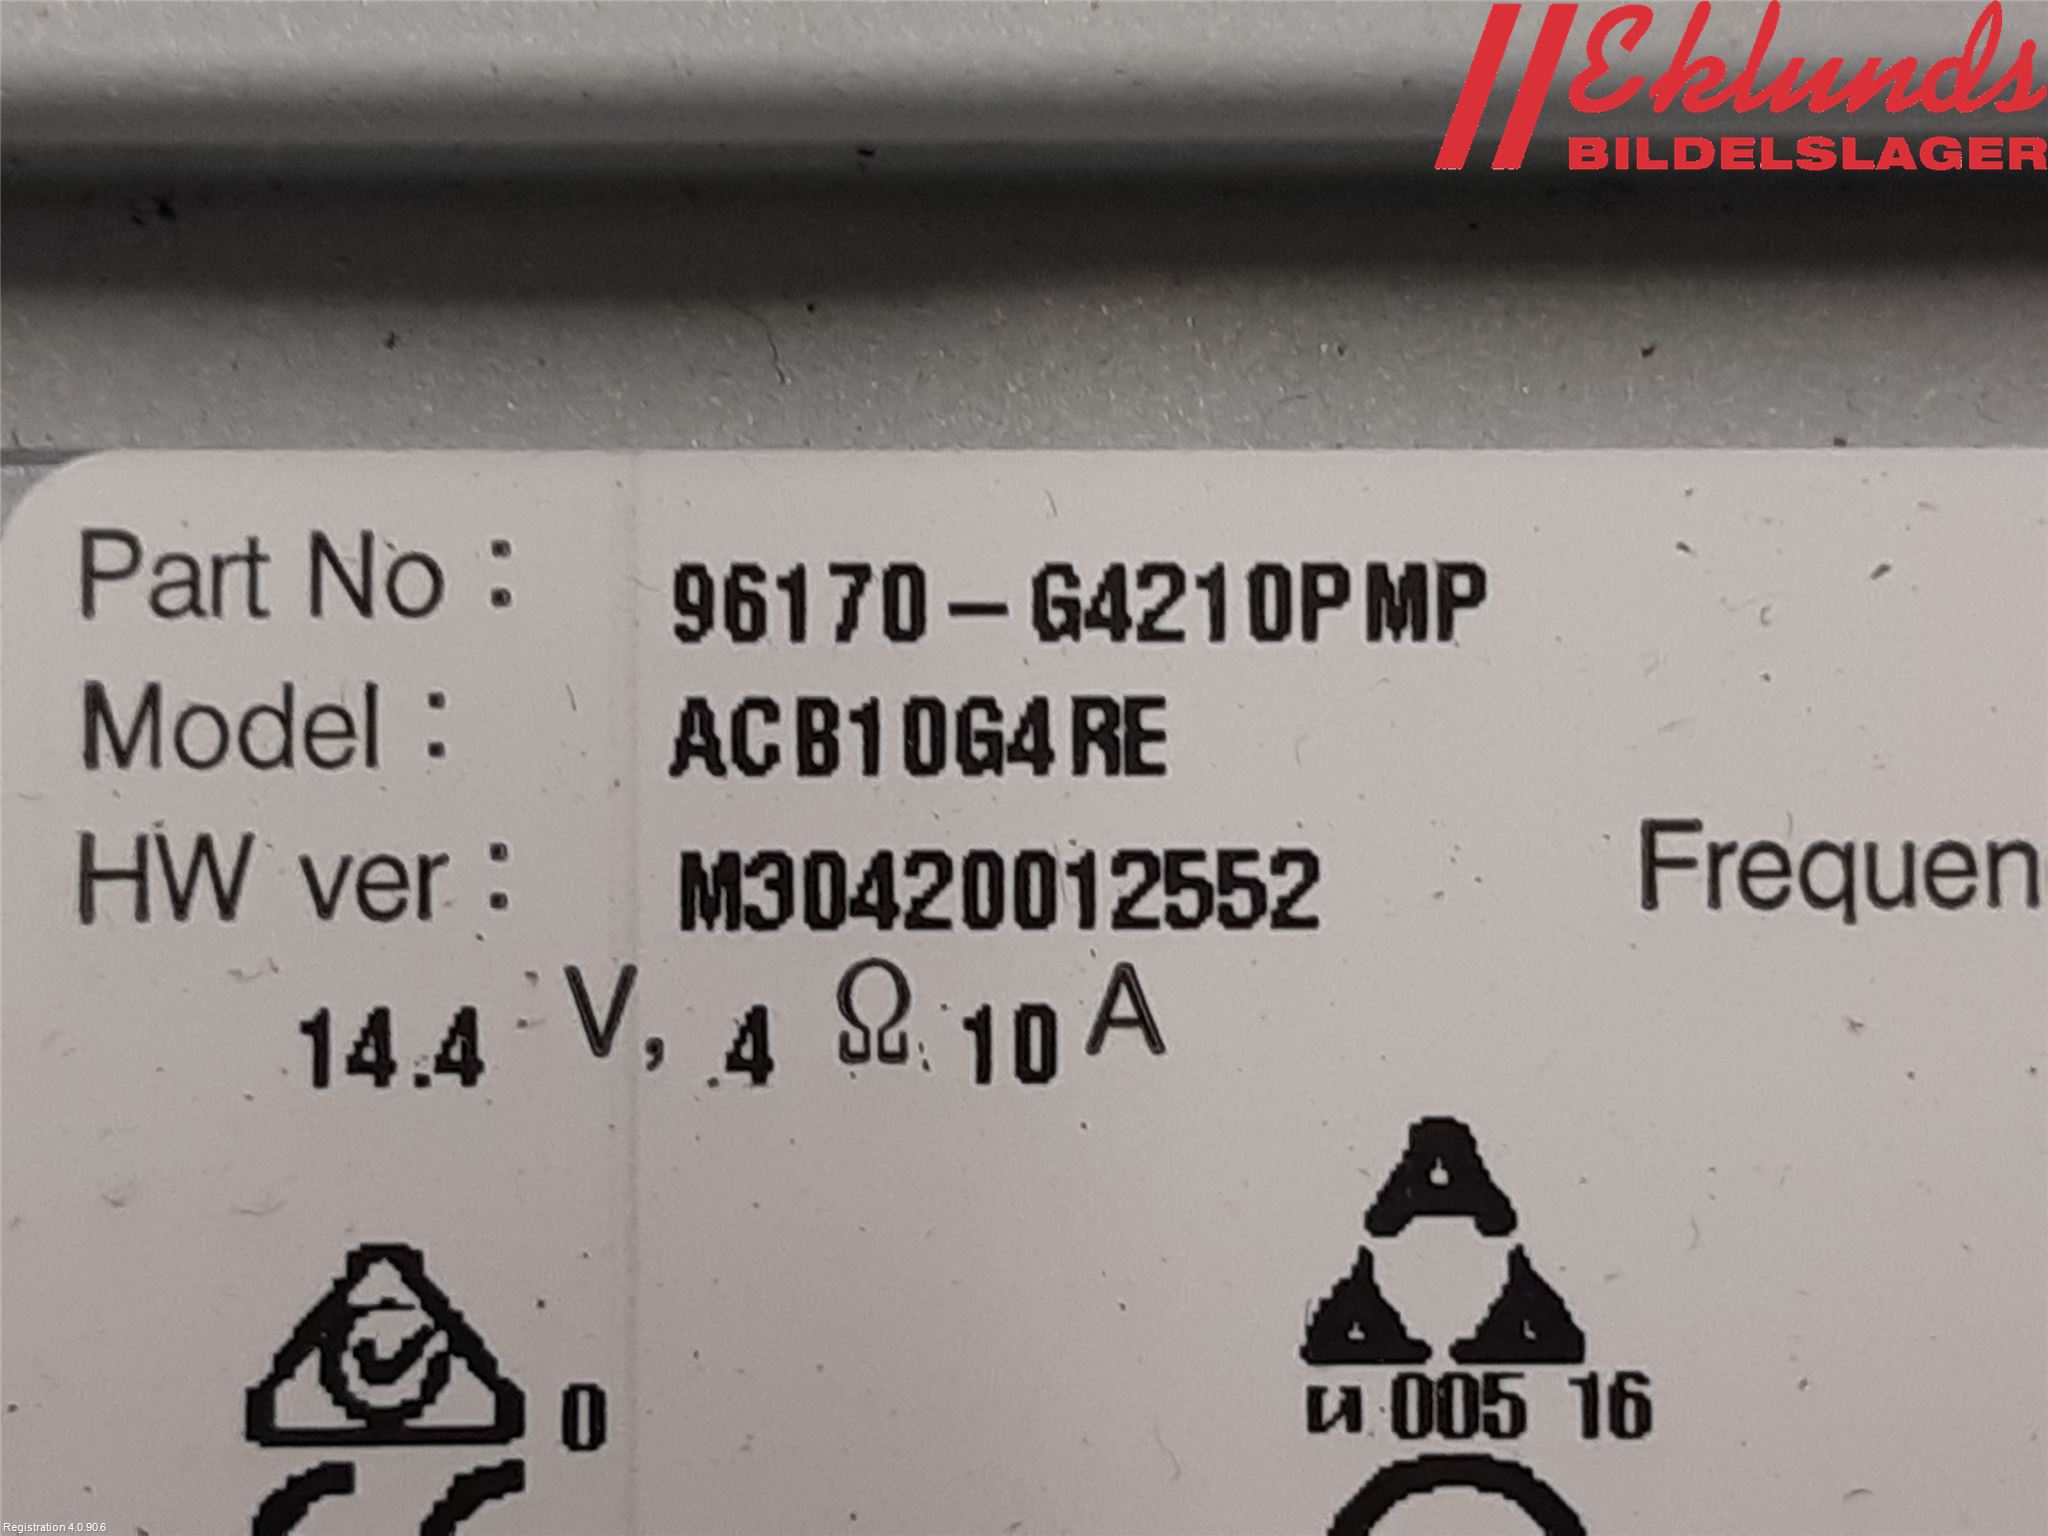 Eklunds
BILDELSLAGER
Part No : 96170-G4210PMP
Model : ACB10G4RE
HW ver : M30420012552
Frequen
14.4 V, 4 Ω 10 A
0
005 16
Registration 4.0.90.6